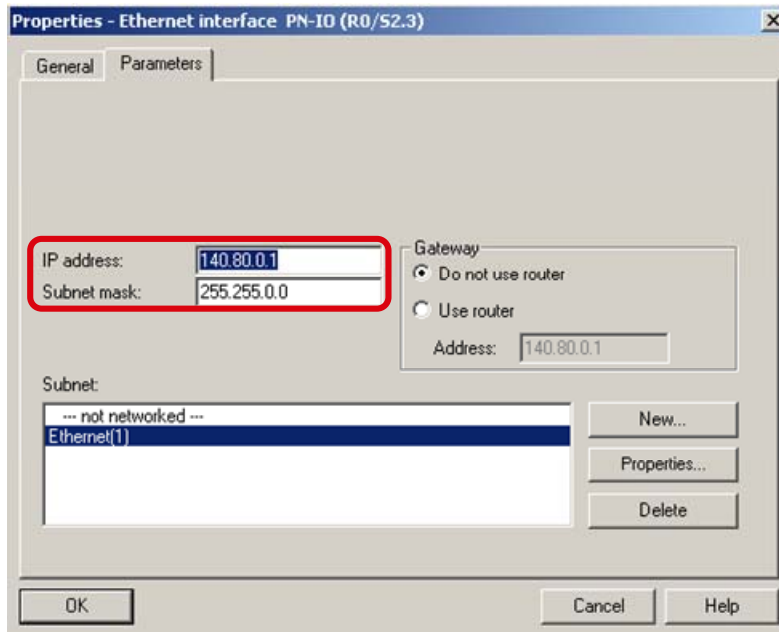 Properties - Ethernet interface PN-IO (R0/S2.3)
General Parameters
IP address: 140.80.0.1
Subnet mask: 255.255.0.0
Gateway
Do not use router
Use router
Address: 140.80.0.1
Subnet:
--- not networked ---
Ethernet(1)
New...
Properties...
Delete
OK Cancel Help